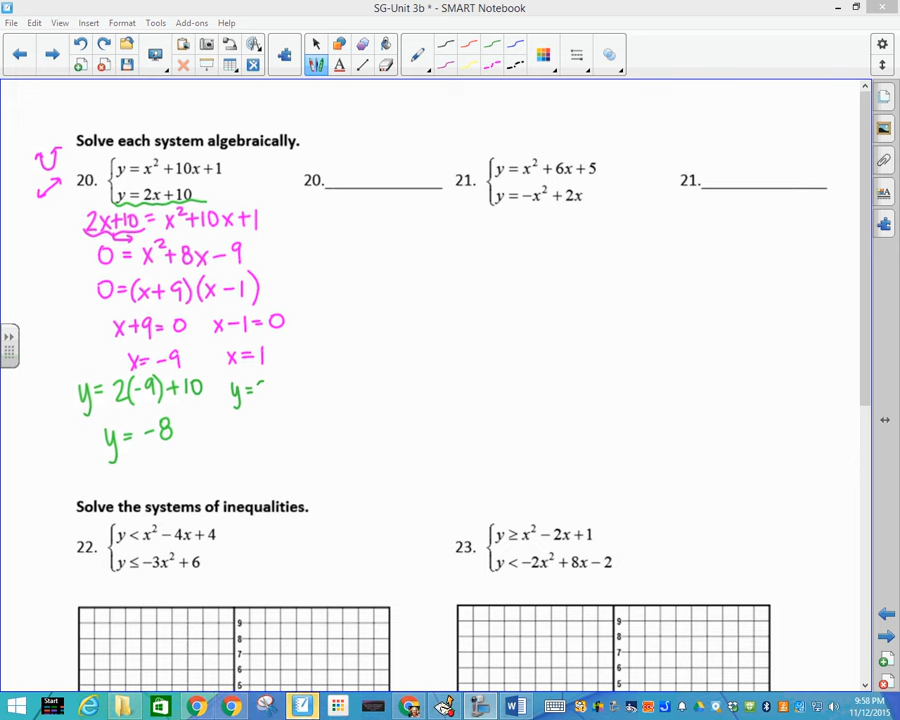 SG-Unit 3b * - SMART Notebook
File Edit View Insert Format Tools Add-ons Help
Solve each system algebraically.
20. { y = x² + 10x + 1
y = 2x + 10
20.
2x+10 = x²+10x+1
0 = x²+8x-9
0=(x+9)(x-1)
x+9=0 x-1=0
x=-9 x=1
y= 2(-9)+10 y=
y= -8
21. { y = x² + 6x + 5
y = -x² + 2x
21.
Solve the systems of inequalities.
22. { y < x² - 4x + 4
y ≤ -3x² + 6
9
8
7
6
5
23. { y ≥ x² - 2x + 1
y < -2x² + 8x - 2
9
8
7
6
5
Start
9:58 PM
11/12/2015